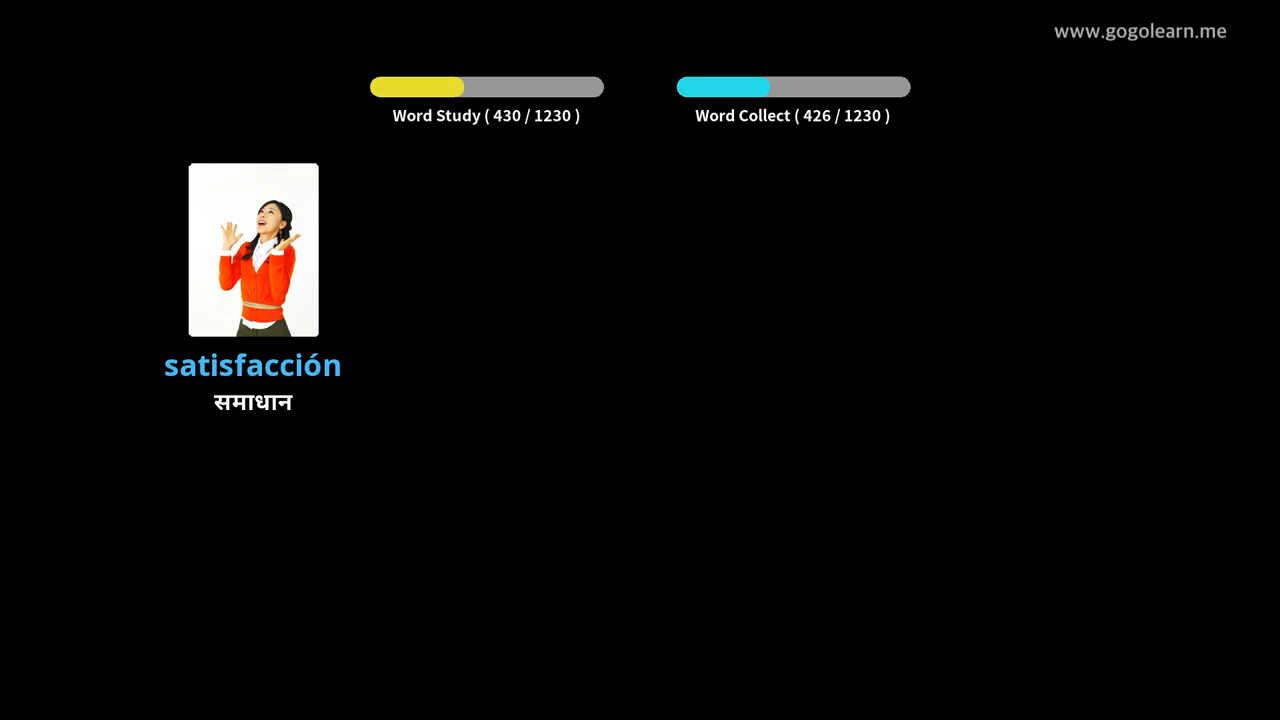 www.gogolearn.me
Word Study ( 430 / 1230 )
Word Collect ( 426 / 1230 )
satisfacción
समाधान